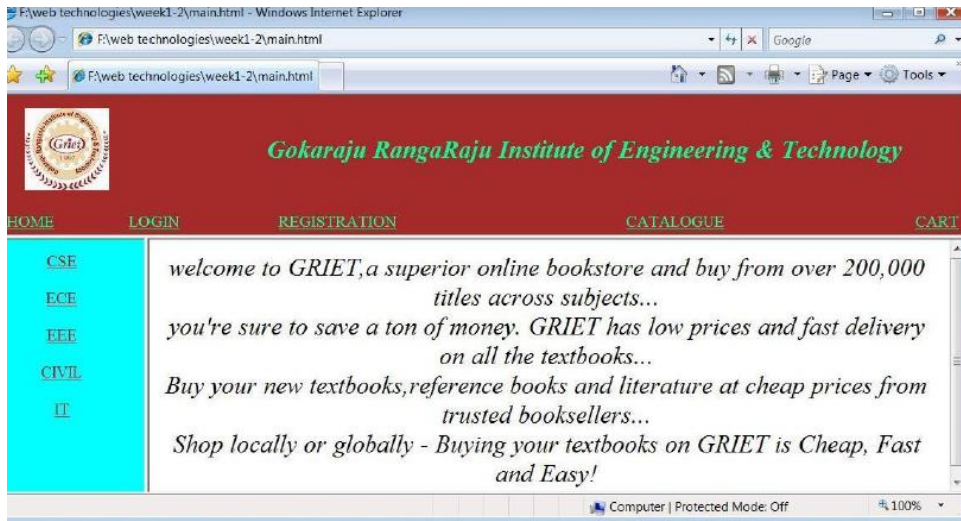 F:\web technologies\week1-2\main.html - Windows Internet Explorer
F:\web technologies\week1-2\main.html
Google
F:\web technologies\week1-2\main.html
Page
Tools
Griet
Gokaraju RangaRaju Institute of Engineering & Technology
HOME LOGIN REGISTRATION CATALOGUE CART
CSE
ECE
EEE
CIVIL
IT
welcome to GRIET,a superior online bookstore and buy from over 200,000
titles across subjects...
you're sure to save a ton of money. GRIET has low prices and fast delivery
on all the textbooks...
Buy your new textbooks,reference books and literature at cheap prices from
trusted booksellers...
Shop locally or globally - Buying your textbooks on GRIET is Cheap, Fast
and Easy!
Computer | Protected Mode: Off
100%